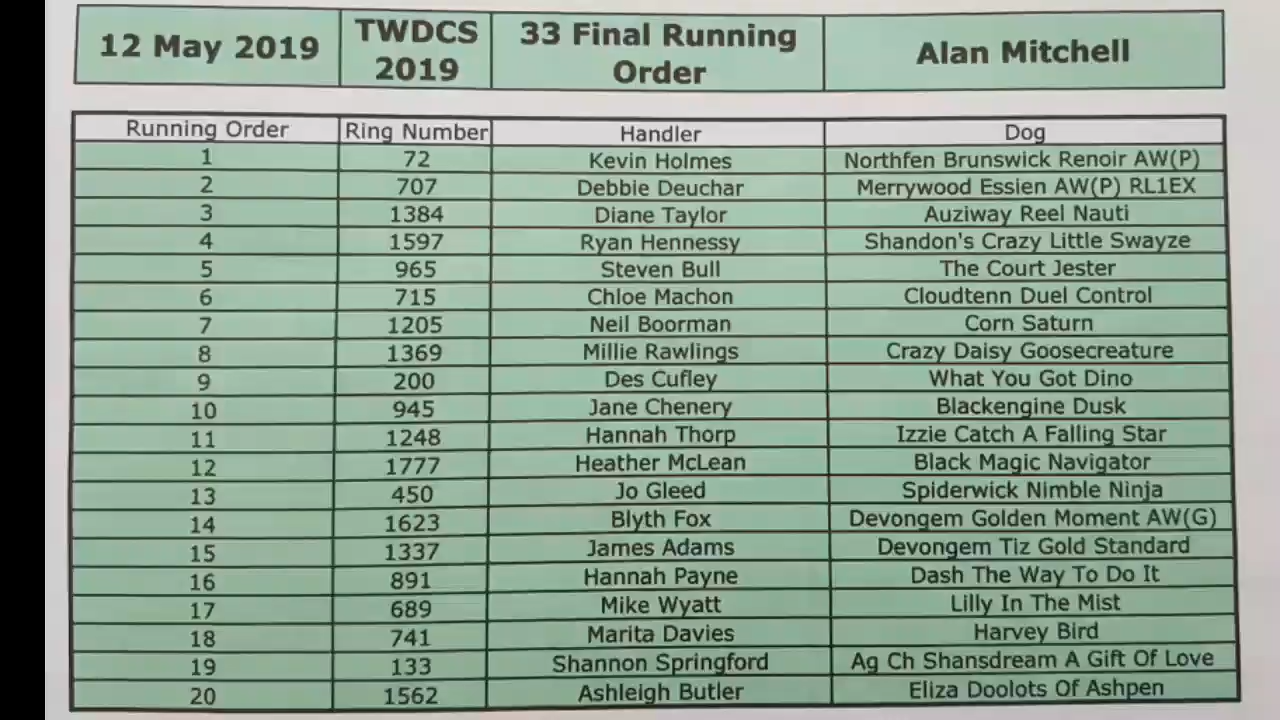 12 May 2019 TWDCS 2019 33 Final Running Order Alan Mitchell
Running Order Ring Number Handler Dog
1 72 Kevin Holmes Northfen Brunswick Renoir AW(P)
2 707 Debbie Deuchar Merrywood Essien AW(P) RL1EX
3 1384 Diane Taylor Auziway Reel Nauti
4 1597 Ryan Hennessy Shandon's Crazy Little Swayze
5 965 Steven Bull The Court Jester
6 715 Chloe Machon Cloudtenn Duel Control
7 1205 Neil Boorman Corn Saturn
8 1369 Millie Rawlings Crazy Daisy Goosecreature
9 200 Des Cufley What You Got Dino
10 945 Jane Chenery Blackengine Dusk
11 1248 Hannah Thorp Izzie Catch A Falling Star
12 1777 Heather McLean Black Magic Navigator
13 450 Jo Gleed Spiderwick Nimble Ninja
14 1623 Blyth Fox Devongem Golden Moment AW(G)
15 1337 James Adams Devongem Tiz Gold Standard
16 891 Hannah Payne Dash The Way To Do It
17 689 Mike Wyatt Lilly In The Mist
18 741 Marita Davies Harvey Bird
19 133 Shannon Springford Ag Ch Shansdream A Gift Of Love
20 1562 Ashleigh Butler Eliza Doolots Of Ashpen